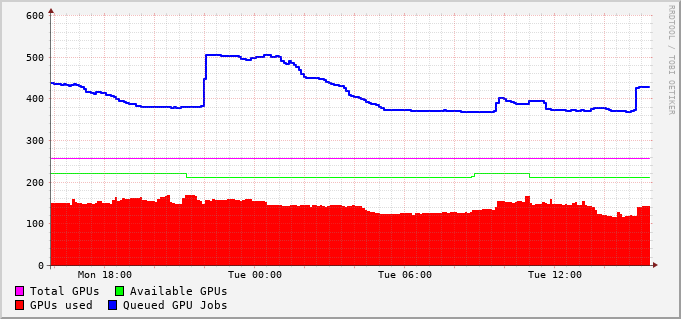 600
500
400
300
200
100
0
Mon 18:00 Tue 00:00 Tue 06:00 Tue 12:00
Total GPUs Available GPUs
GPUs used Queued GPU Jobs
RRDTOOL / TOBI OETIKER